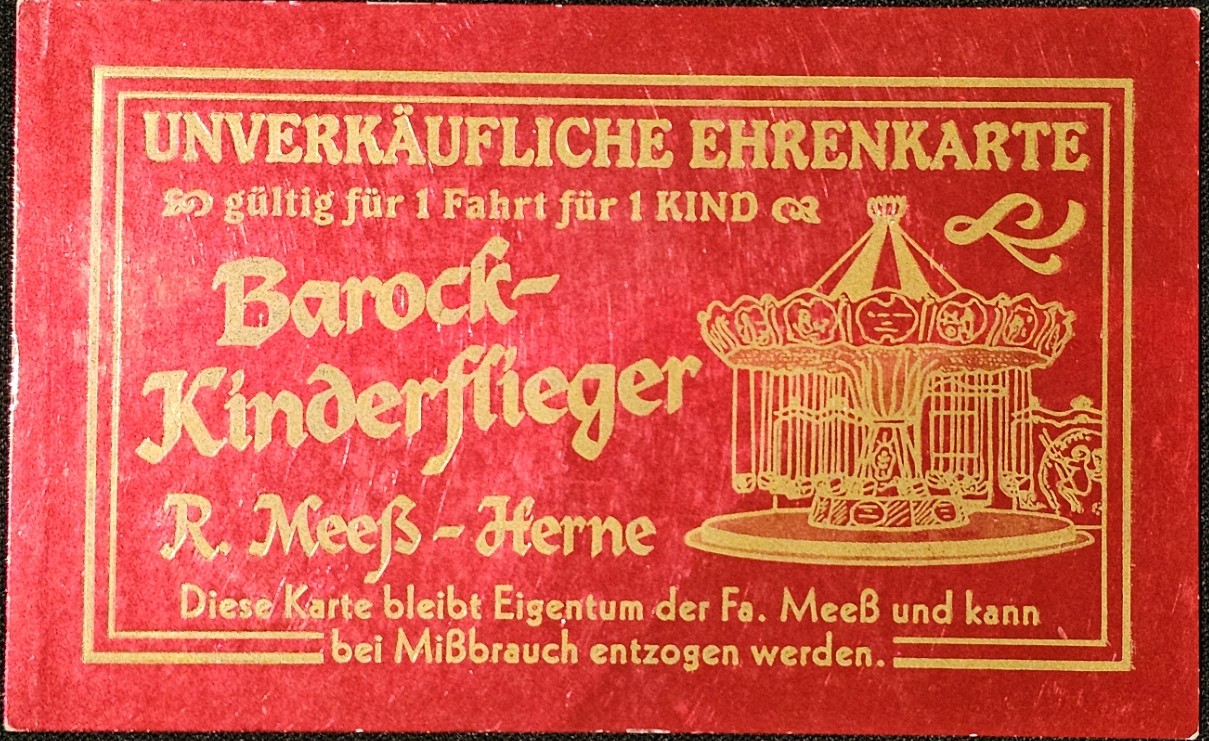 UNVERKÄUFLICHE EHRENKARTE
gültig für 1 Fahrt für 1 KIND
Barock-
Kinderflieger
R. Meeß - Herne
Diese Karte bleibt Eigentum der Fa. Meeß und kann
bei Mißbrauch entzogen werden.